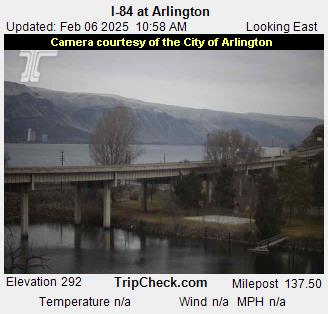 I-84 at Arlington
Updated: Feb 06 2025 10:58 AM Looking East
Camera courtesy of the City of Arlington
Elevation 292 TripCheck.com Milepost 137.50
Temperature n/a Wind n/a MPH n/a